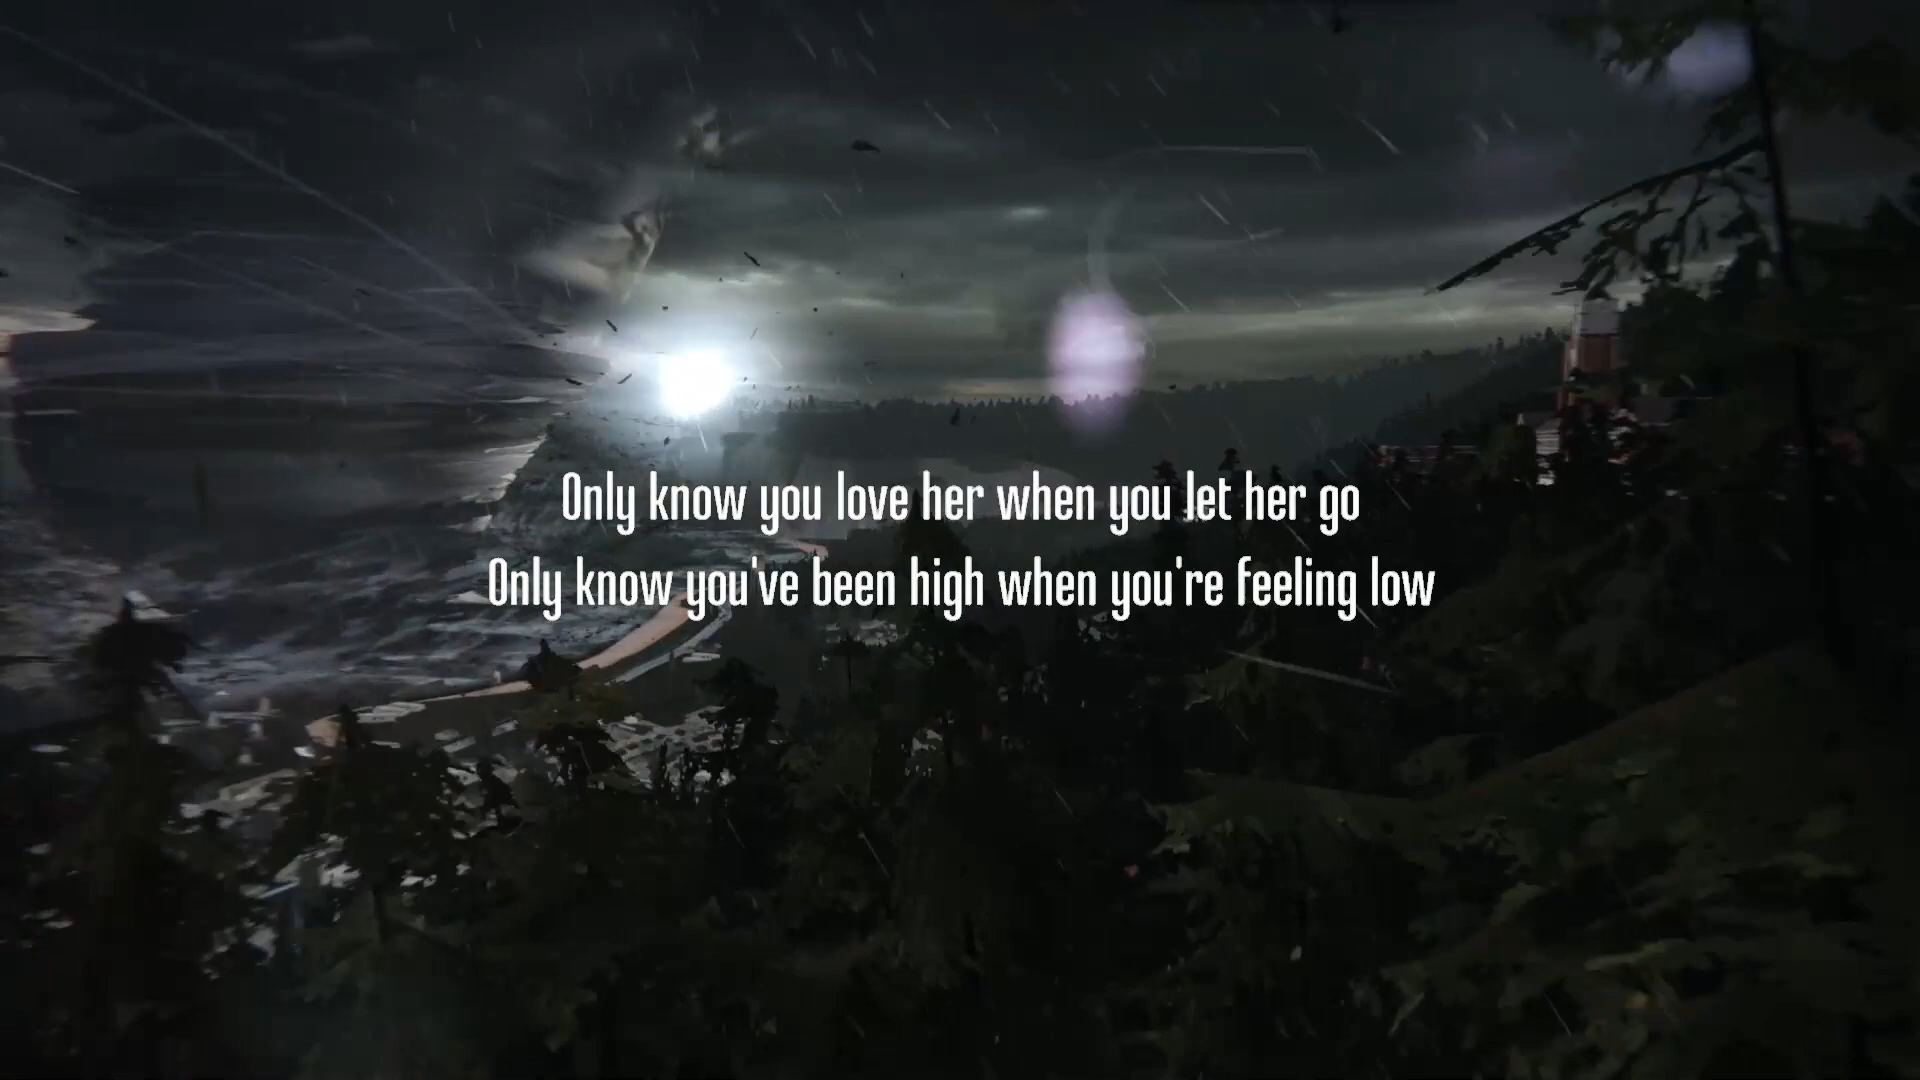 Only know you love her when you let her go
Only know you've been high when you're feeling low